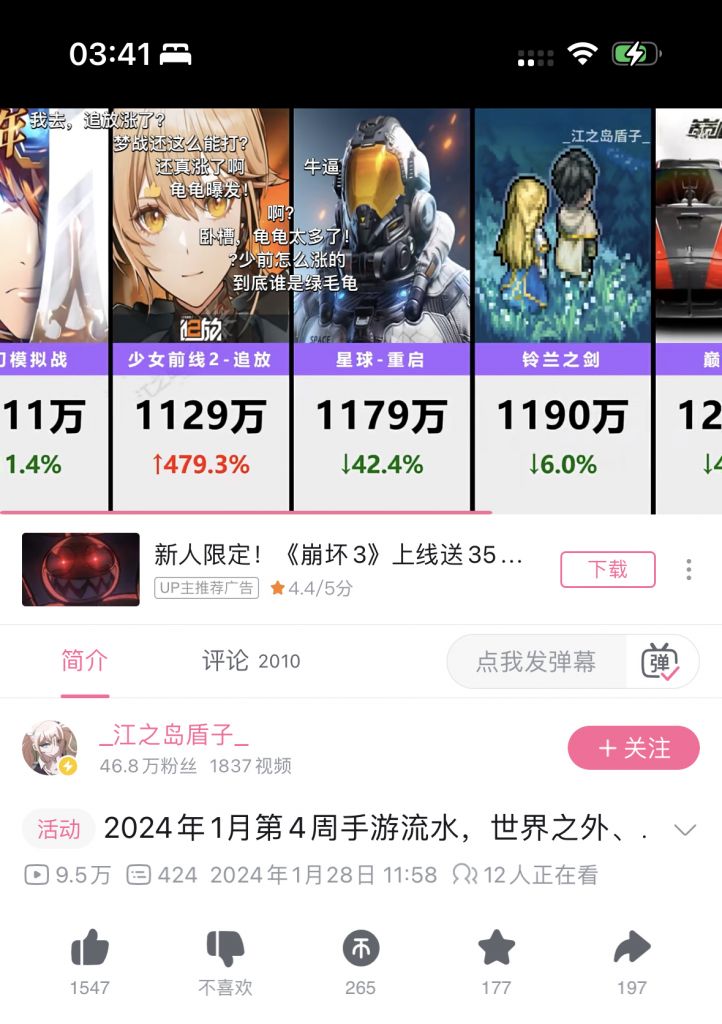 03:41
我去，追放涨了？
梦战还这么能打？
还真涨了啊
龟龟曝发！
牛逼
啊？
卧槽，龟龟太多了！
?少前怎么涨的
到底谁是绿毛龟
_江之岛盾子_
追放
SPACE
幻模拟战
少女前线2-追放
星球-重启
铃兰之剑
巅
11万
1129万
1179万
1190万
12
1.4%
↑479.3%
↓42.4%
↓6.0%
↓4
新人限定！《崩坏3》上线送35...
UP主推荐广告
4.4/5分
下载
简介
评论 2010
点我发弹幕
弹
_江之岛盾子_
46.8万粉丝 1837视频
+ 关注
活动
2024年1月第4周手游流水，世界之外、.
9.5万 424 2024年1月28日 11:58 12人正在看
1547
不喜欢
265
177
197